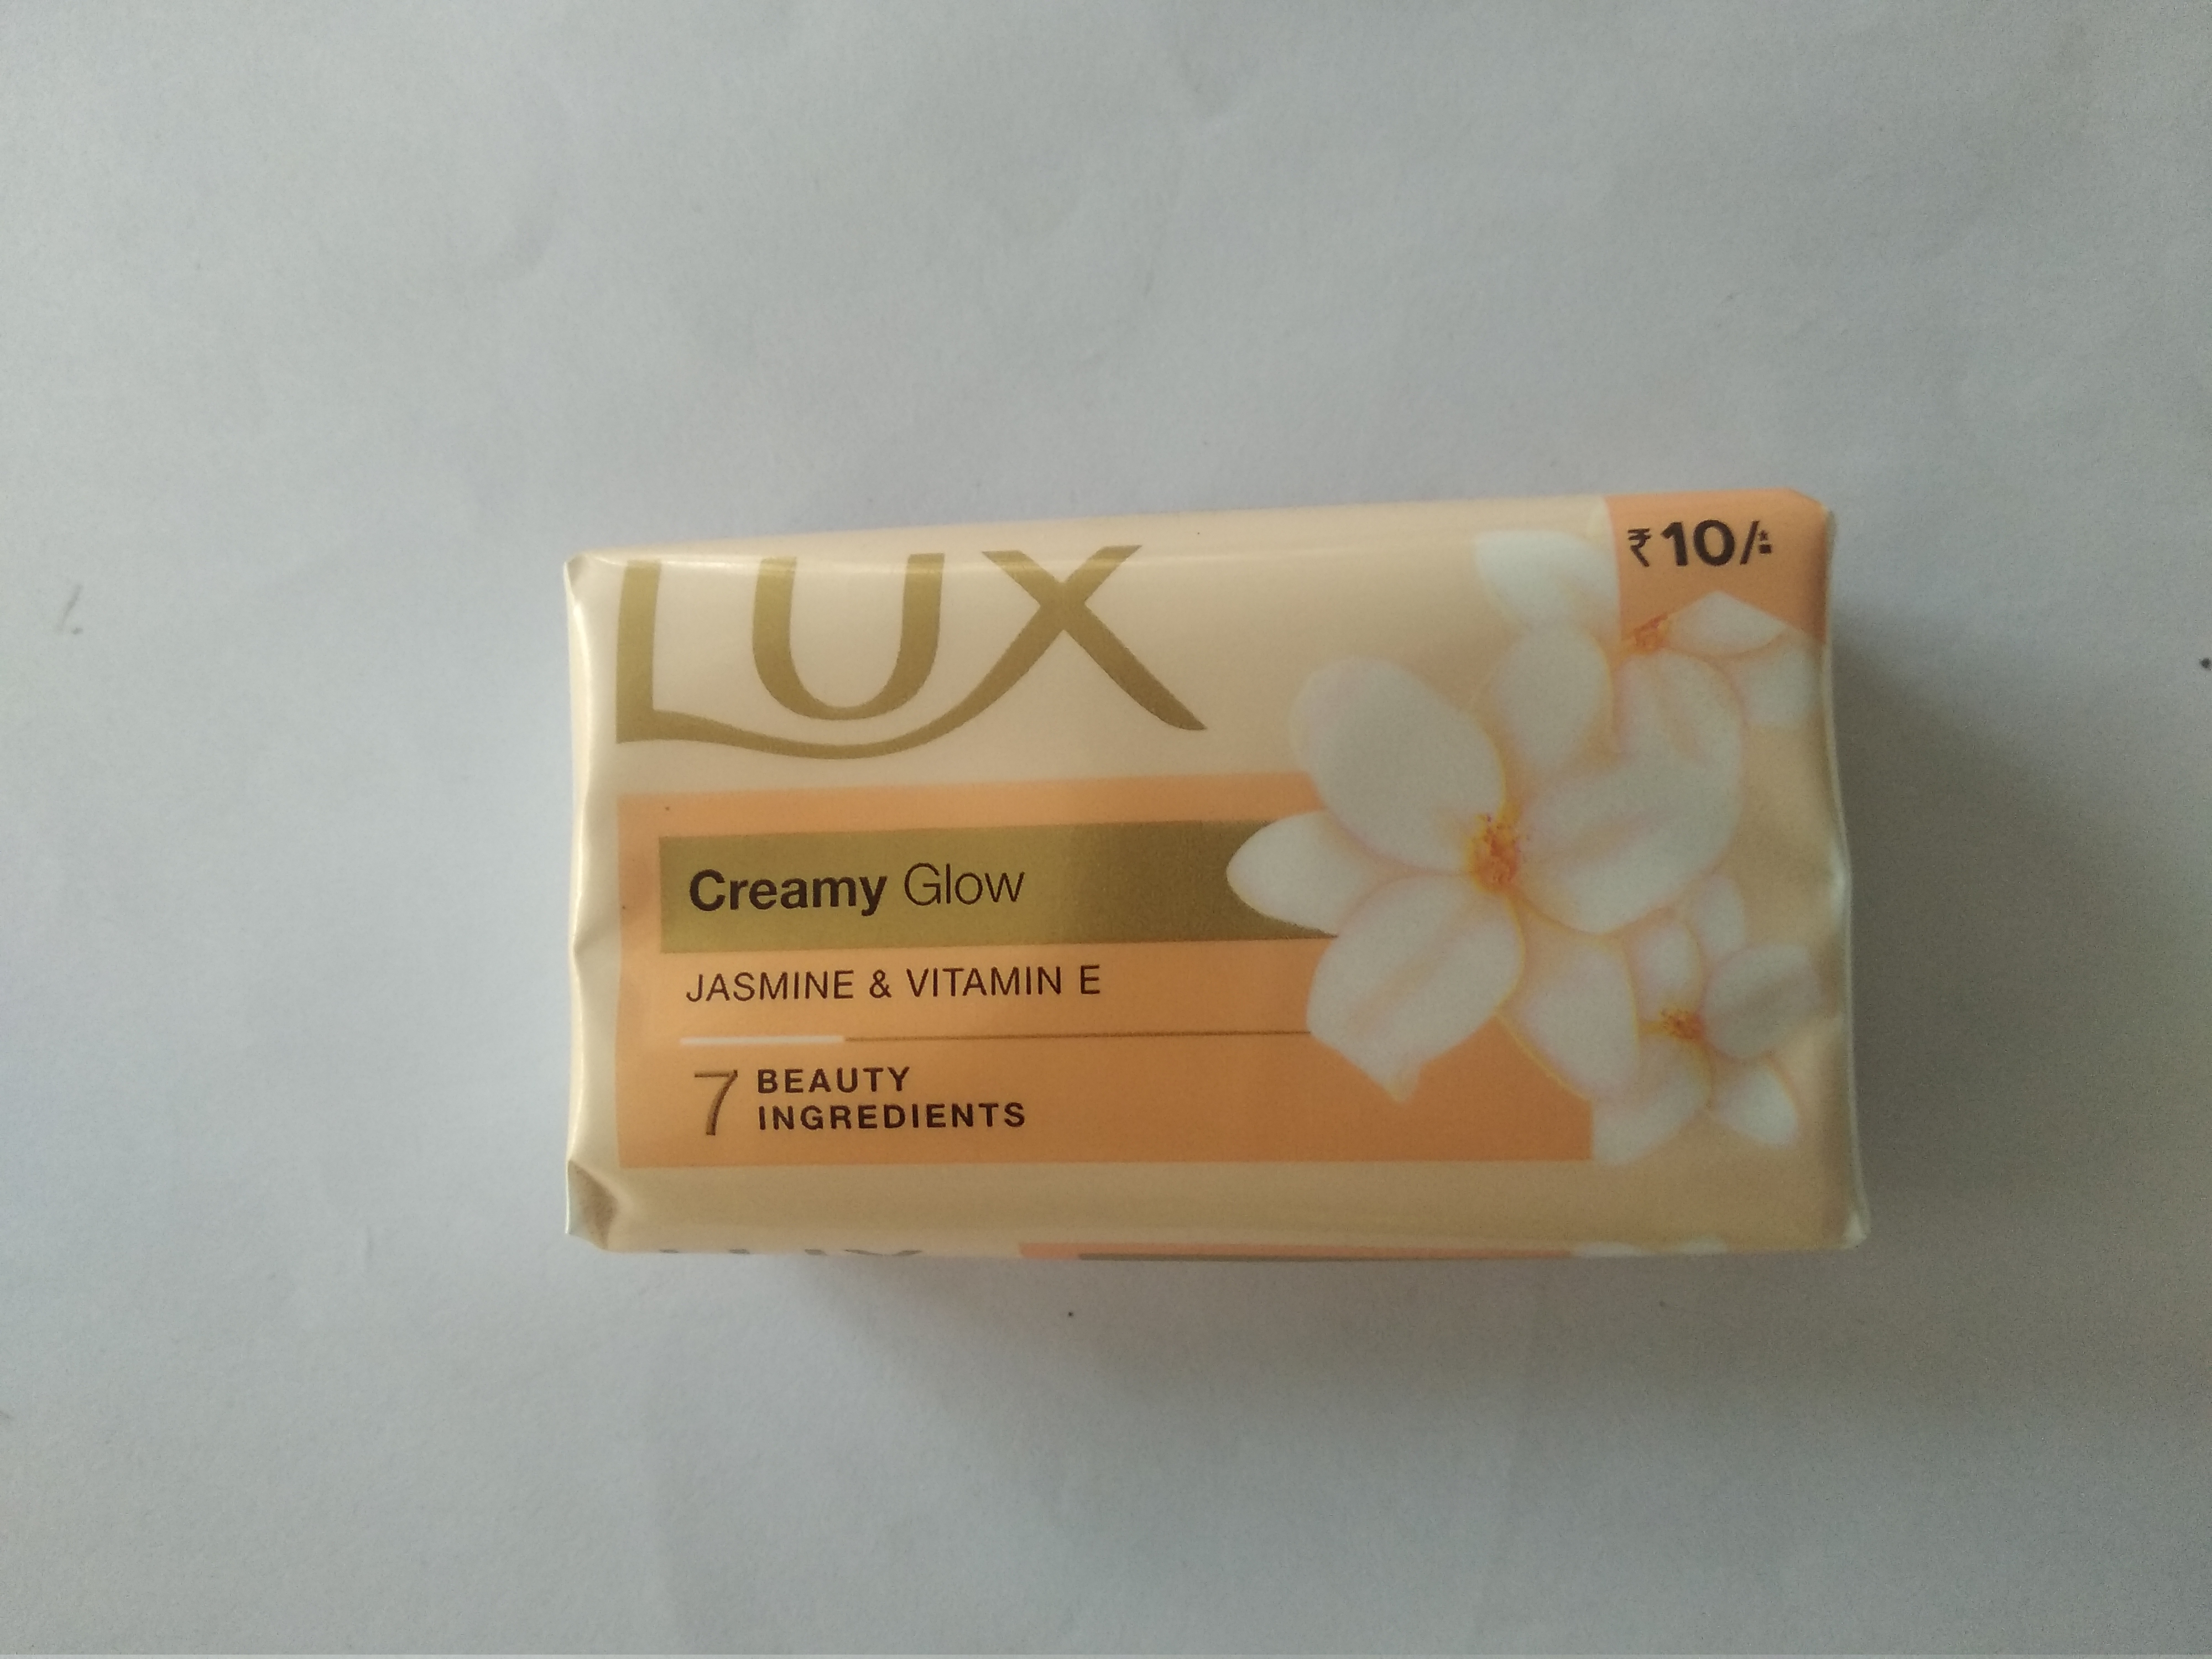 LUX
₹10/-*
Creamy Glow
JASMINE & VITAMIN E
7 BEAUTY
INGREDIENTS